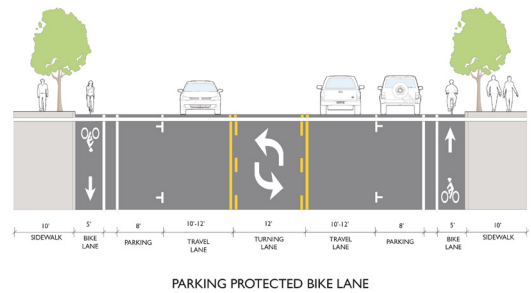 10' 5' 8' 10'-12' 12' 10'-12' 8' 5' 10'
SIDEWALK BIKE LANE PARKING TRAVEL LANE TURNING LANE TRAVEL LANE PARKING BIKE LANE SIDEWALK
PARKING PROTECTED BIKE LANE